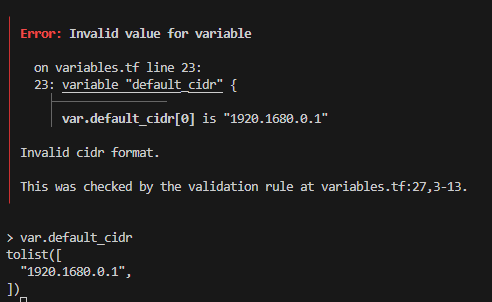 Error: Invalid value for variable
on variables.tf line 23:
23: variable "default_cidr" {
var.default_cidr[0] is "1920.1680.0.1"
Invalid cidr format.
This was checked by the validation rule at variables.tf:27,3-13.
> var.default_cidr
tolist([
"1920.1680.0.1",
])